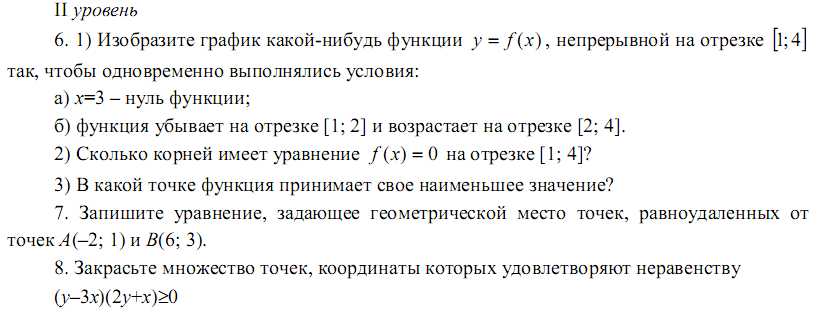 II уровень
6. 1) Изобразите график какой-нибудь функции y = f(x), непрерывной на отрезке [1; 4]
так, чтобы одновременно выполнялись условия:
а) x=3 – нуль функции;
б) функция убывает на отрезке [1; 2] и возрастает на отрезке [2; 4].
2) Сколько корней имеет уравнение f(x) = 0 на отрезке [1; 4]?
3) В какой точке функция принимает свое наименьшее значение?
7. Запишите уравнение, задающее геометрической место точек, равноудаленных от
точек A(–2; 1) и B(6; 3).
8. Закрасьте множество точек, координаты которых удовлетворяют неравенству
(y–3x)(2y+x)≥0